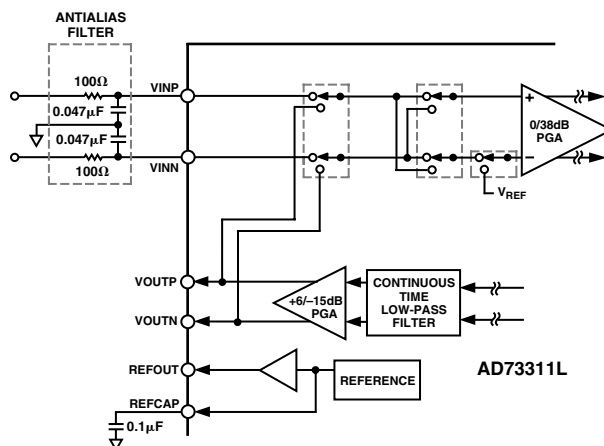 ANTIALIAS
FILTER
100Ω
VINP
0.047μF
0.047μF
VINN
100Ω
+
0/38dB
PGA
−
VREF
VOUTP
+6/–15dB
PGA
CONTINUOUS
TIME
LOW-PASS
FILTER
VOUTN
AD73311L
REFOUT
REFERENCE
REFCAP
0.1μF